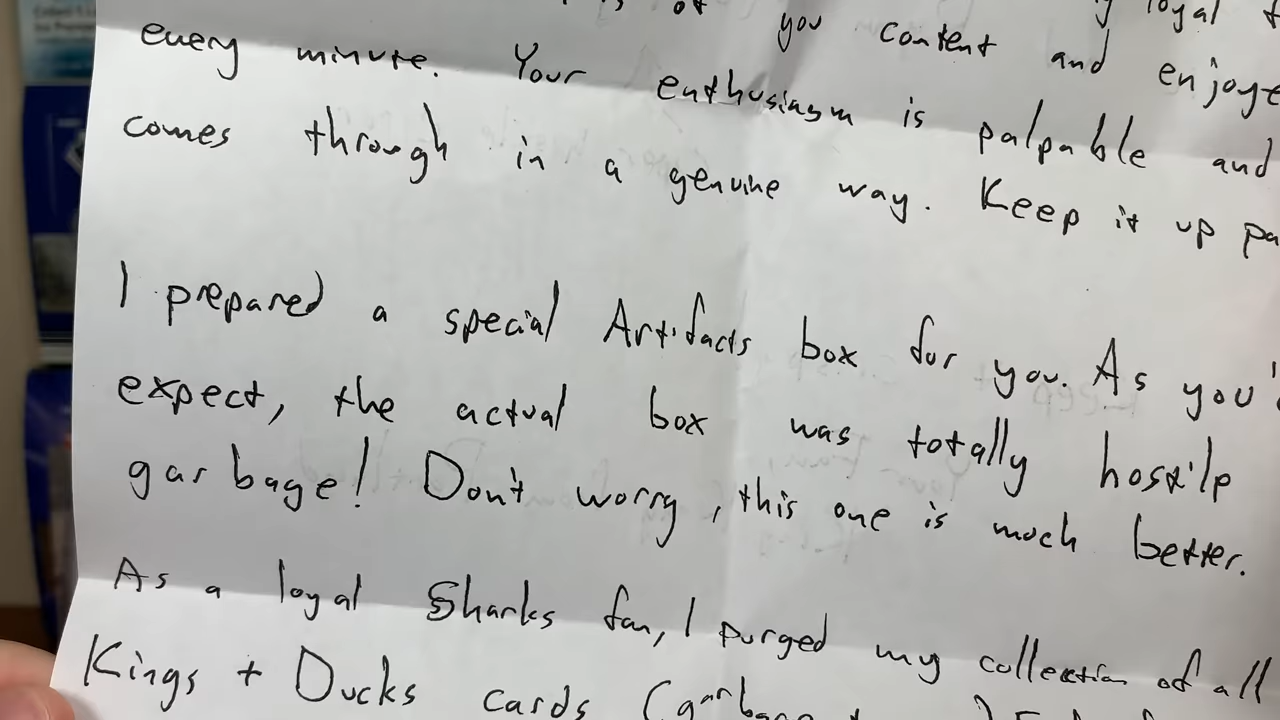 you content and
every minute. Your enthusiasm is palpable and
comes through in a genuine way. Keep it up
I prepared a special Artifacts box for you. As
expect, the actual box was totally hostile
garbage! Don't worry, this one is much better.
As a loyal Sharks fan, I purged my collection of all
Kings + Ducks cards